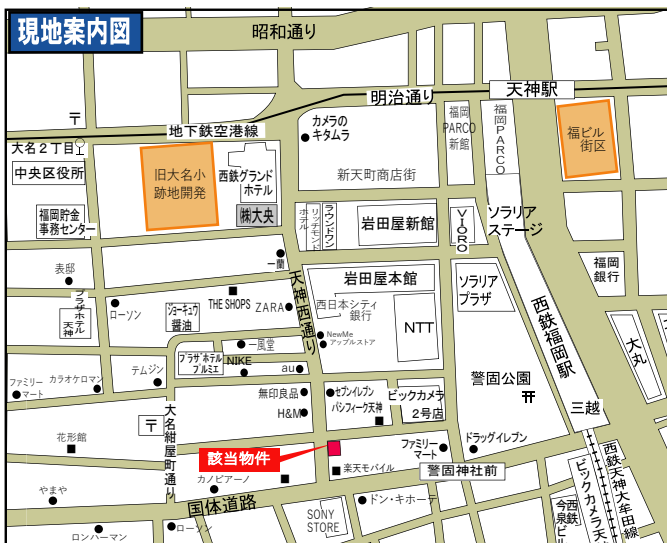 現地案内図
昭和通り
天神駅
明治通り
〒
カメラの
キタムラ
福岡
PARCO
新館
福岡PARCO
福ビル
街区
地下鉄空港線
大名2丁目
中央区役所
旧大名小
跡地開発
西鉄グランド
ホテル
新天町商店街
㈱大央
福岡貯金
事務センター
リッチモンド
ホテル
ラウンドワン
岩田屋新館
VIORO
ソラリア
ステージ
一蘭
表邸
天神西通り
岩田屋本館
ソラリア
プラザ
福岡
銀行
プラザホテル
天神
ローソン
THE SHOPS
ジョーキュウ
醤油
ZARA
西日本シティ
銀行
NTT
西鉄福岡駅
NewMe
アップルストア
大丸
一風堂
プラザホテル
プルミエ
NIKE
au
警固公園
ファミリー
マート
カラオケロマン
テムジン
無印良品
H&M
セブンイレブン
パシフィーク天神
ビックカメラ
2号店
三越
〒
大名紺屋町通り
花形館
該当物件
ファミリー
マート
ドラッグイレブン
カノビアーノ
楽天モバイル
警固神社前
西鉄天神大牟田線
やまや
国体道路
ドン・キホーテ
SONY
STORE
西鉄
今泉ビ
ビックカメラ天
ロンハーマン
ローソン